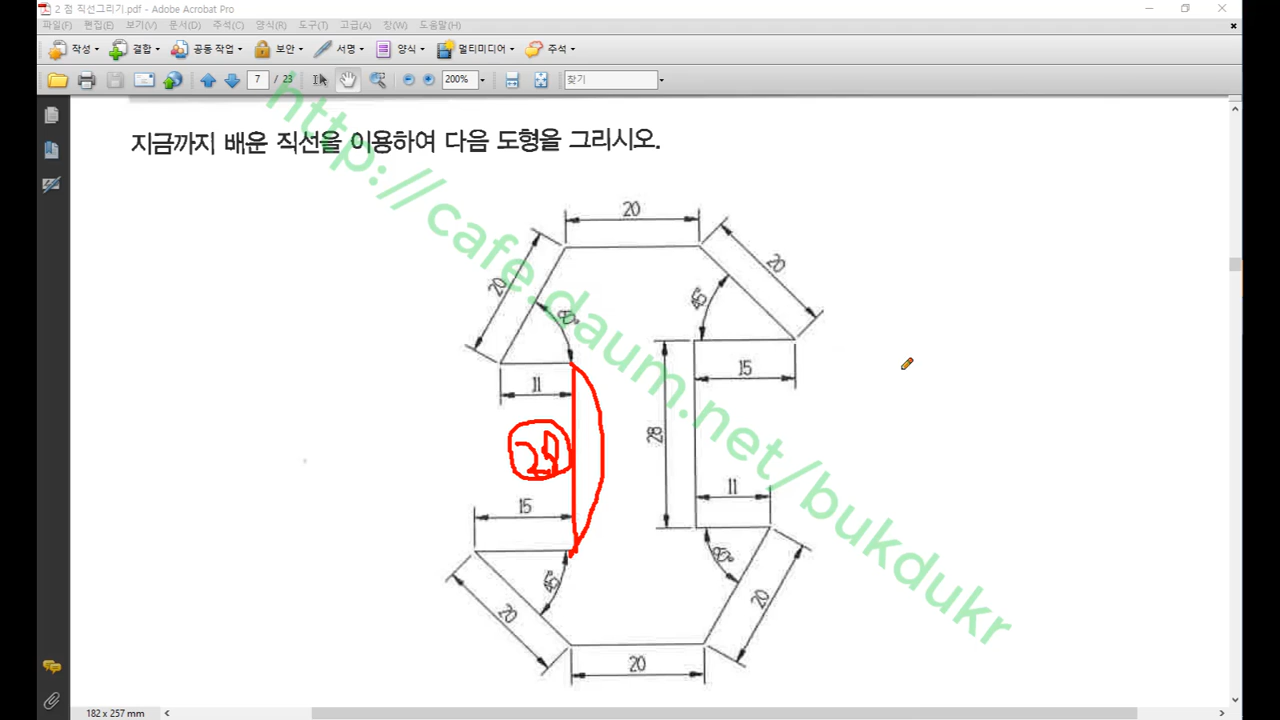 2 점 직선그리기.pdf - Adobe Acrobat Pro
파일(F) 편집(E) 보기(V) 문서(D) 주석(C) 양식(R) 도구(T) 고급(A) 창(W) 도움말(H)
작성 결합 공동 작업 보안 서명 양식 멀티미디어 주석
7 / 23 200% 찾기
지금까지 배운 직선을 이용하여 다음 도형을 그리시오.
http://cafe.daum.net/bukdukr
20
20
20
45°
60°
15
11
28
28
11
15
60°
45°
20
20
20
182 x 257 mm